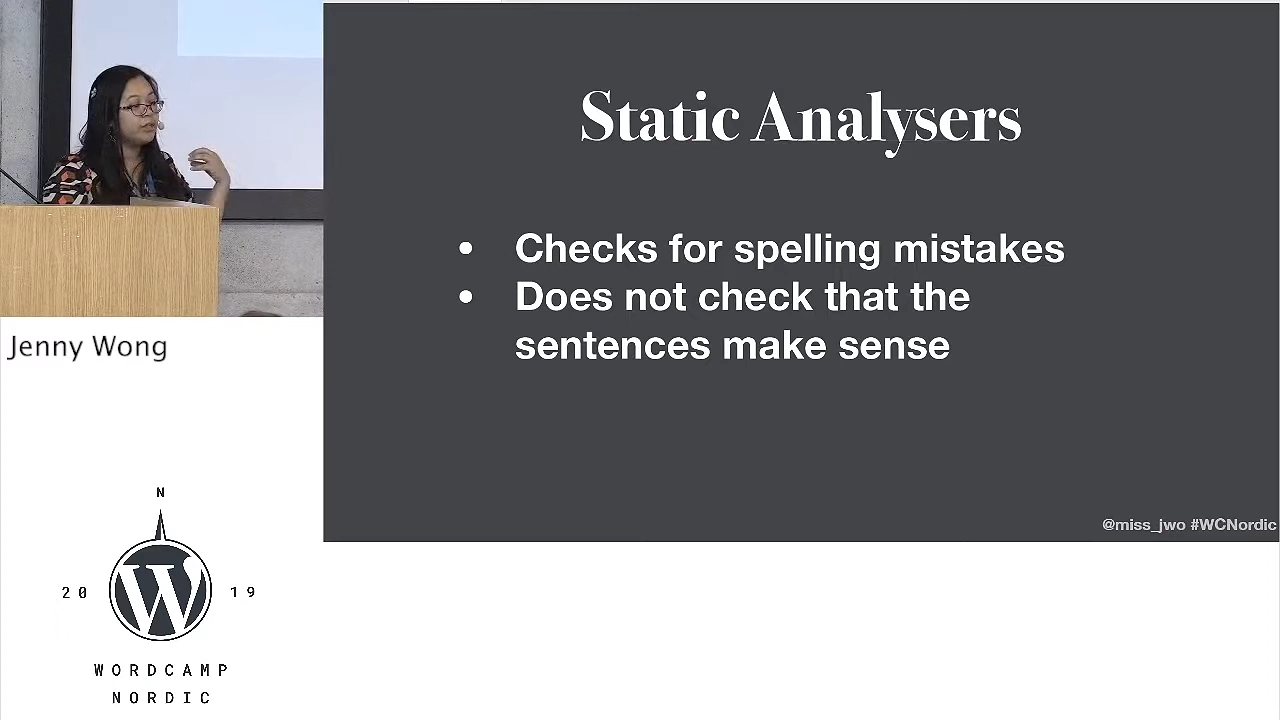 Static Analysers
• Checks for spelling mistakes
• Does not check that the
sentences make sense
@miss_jwo #WCNordic
Jenny Wong
N
20 19
WORDCAMP
NORDIC